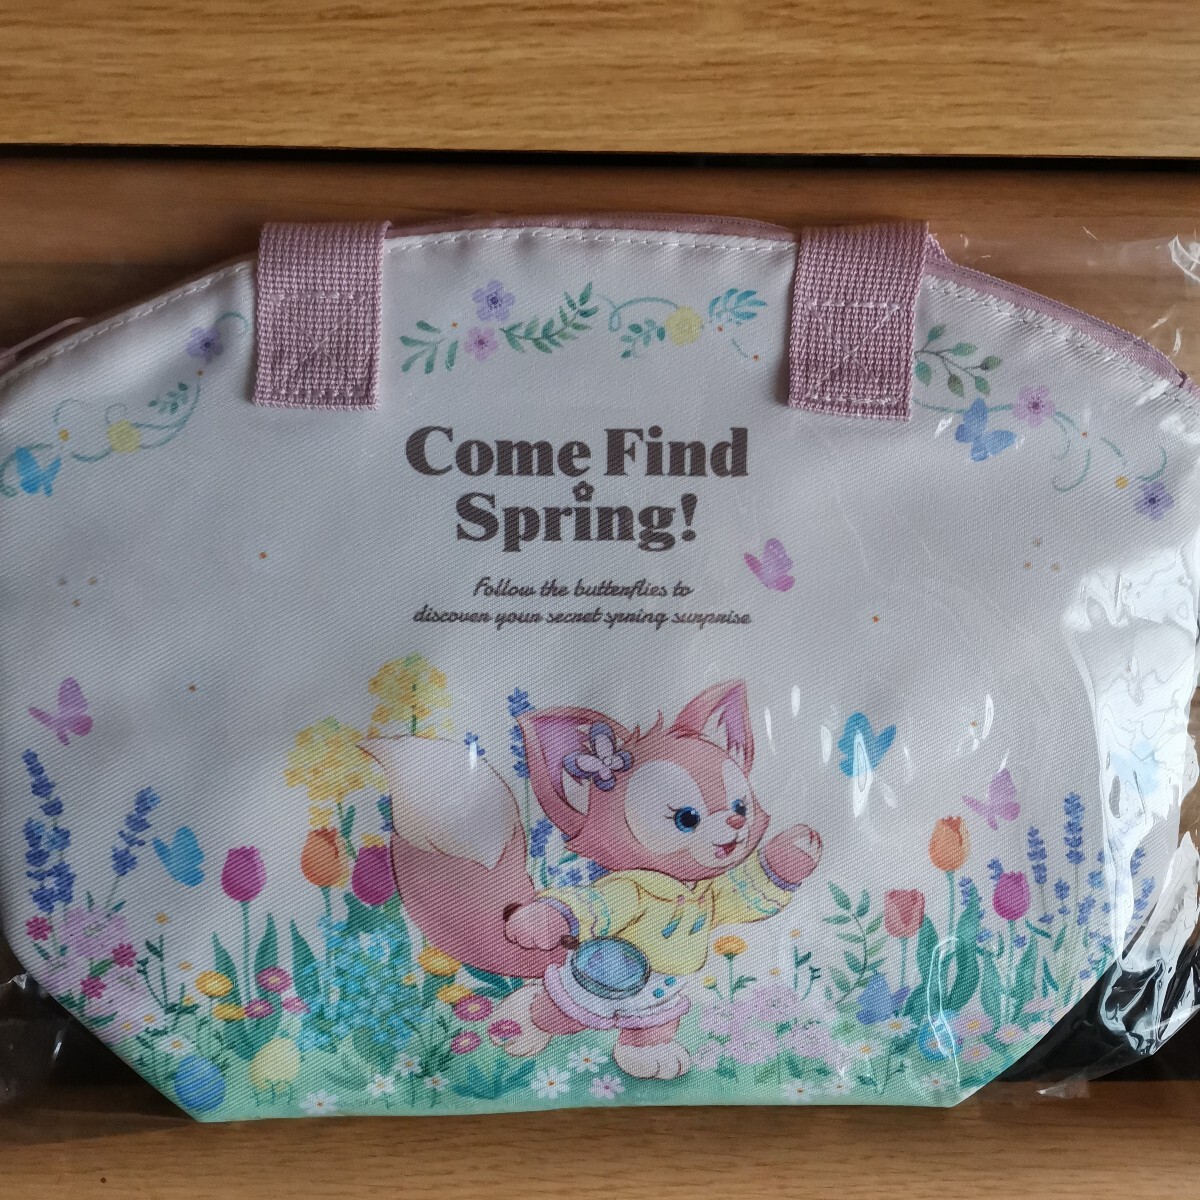 Come Find
Spring!
Follow the butterflies to
discover your secret spring surprise